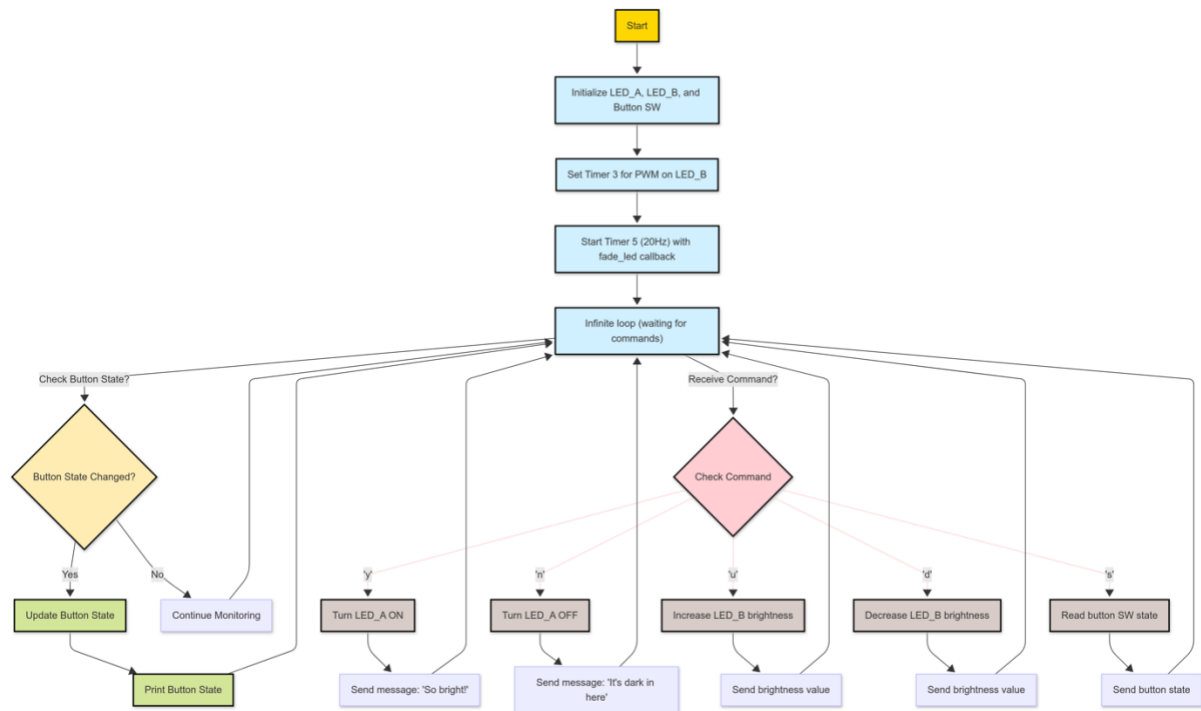 Start
Initialize LED_A, LED_B, and
Button SW
Set Timer 3 for PWM on LED_B
Start Timer 5 (20Hz) with
fade_led callback
Infinite loop (waiting for
commands)
Check Button State?
Receive Command?
Button State Changed?
Check Command
Yes
No
'y'
'n'
'u'
'd'
's'
Update Button State
Continue Monitoring
Turn LED_A ON
Turn LED_A OFF
Increase LED_B brightness
Decrease LED_B brightness
Read button SW state
Print Button State
Send message: 'So bright!'
Send message: 'It's dark in
here'
Send brightness value
Send brightness value
Send button state